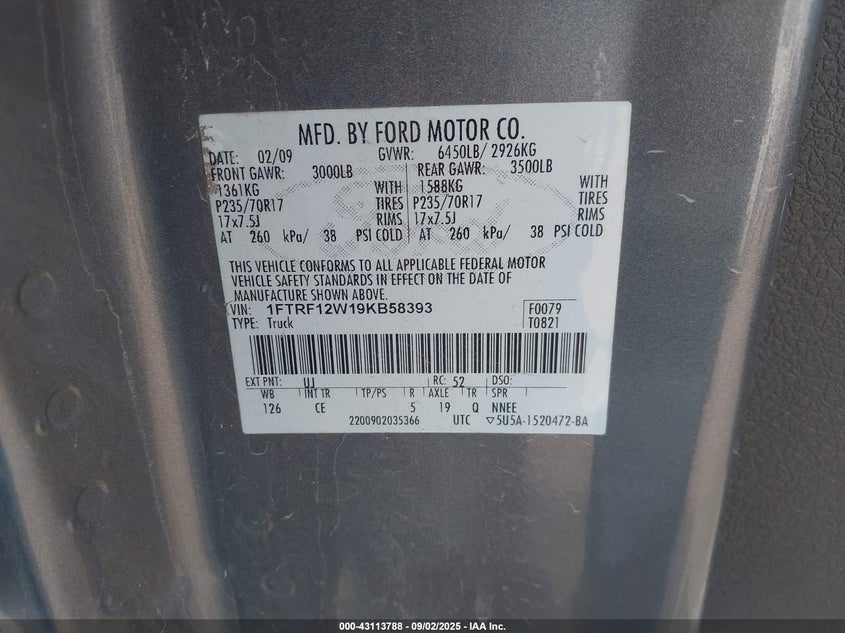 MFD. BY FORD MOTOR CO.
DATE: 02/09 GVWR: 6450LB/ 2926KG
FRONT GAWR: 3000LB REAR GAWR: 3500LB
1361KG WITH 1588KG WITH
P235/70R17 TIRES P235/70R17 TIRES
17x7.5J RIMS 17x7.5J RIMS
AT 260 kPa/ 38 PSI COLD AT 260 kPa/ 38 PSI COLD
THIS VEHICLE CONFORMS TO ALL APPLICABLE FEDERAL MOTOR
VEHICLE SAFETY STANDARDS IN EFFECT ON THE DATE OF
MANUFACTURE SHOWN ABOVE.
VIN: 1FTRF12W19KB58393 F0079
TYPE: Truck T0821
EXT PNT: UJ RC: 52 DSO:
WB INT TR TP/PS R AXLE TR SPR
126 CE 5 19 Q NNEE
2200902035366 UTC ▽5U5A-1520472-BA
000-43113788 - 09/02/2025 - IAA Inc.